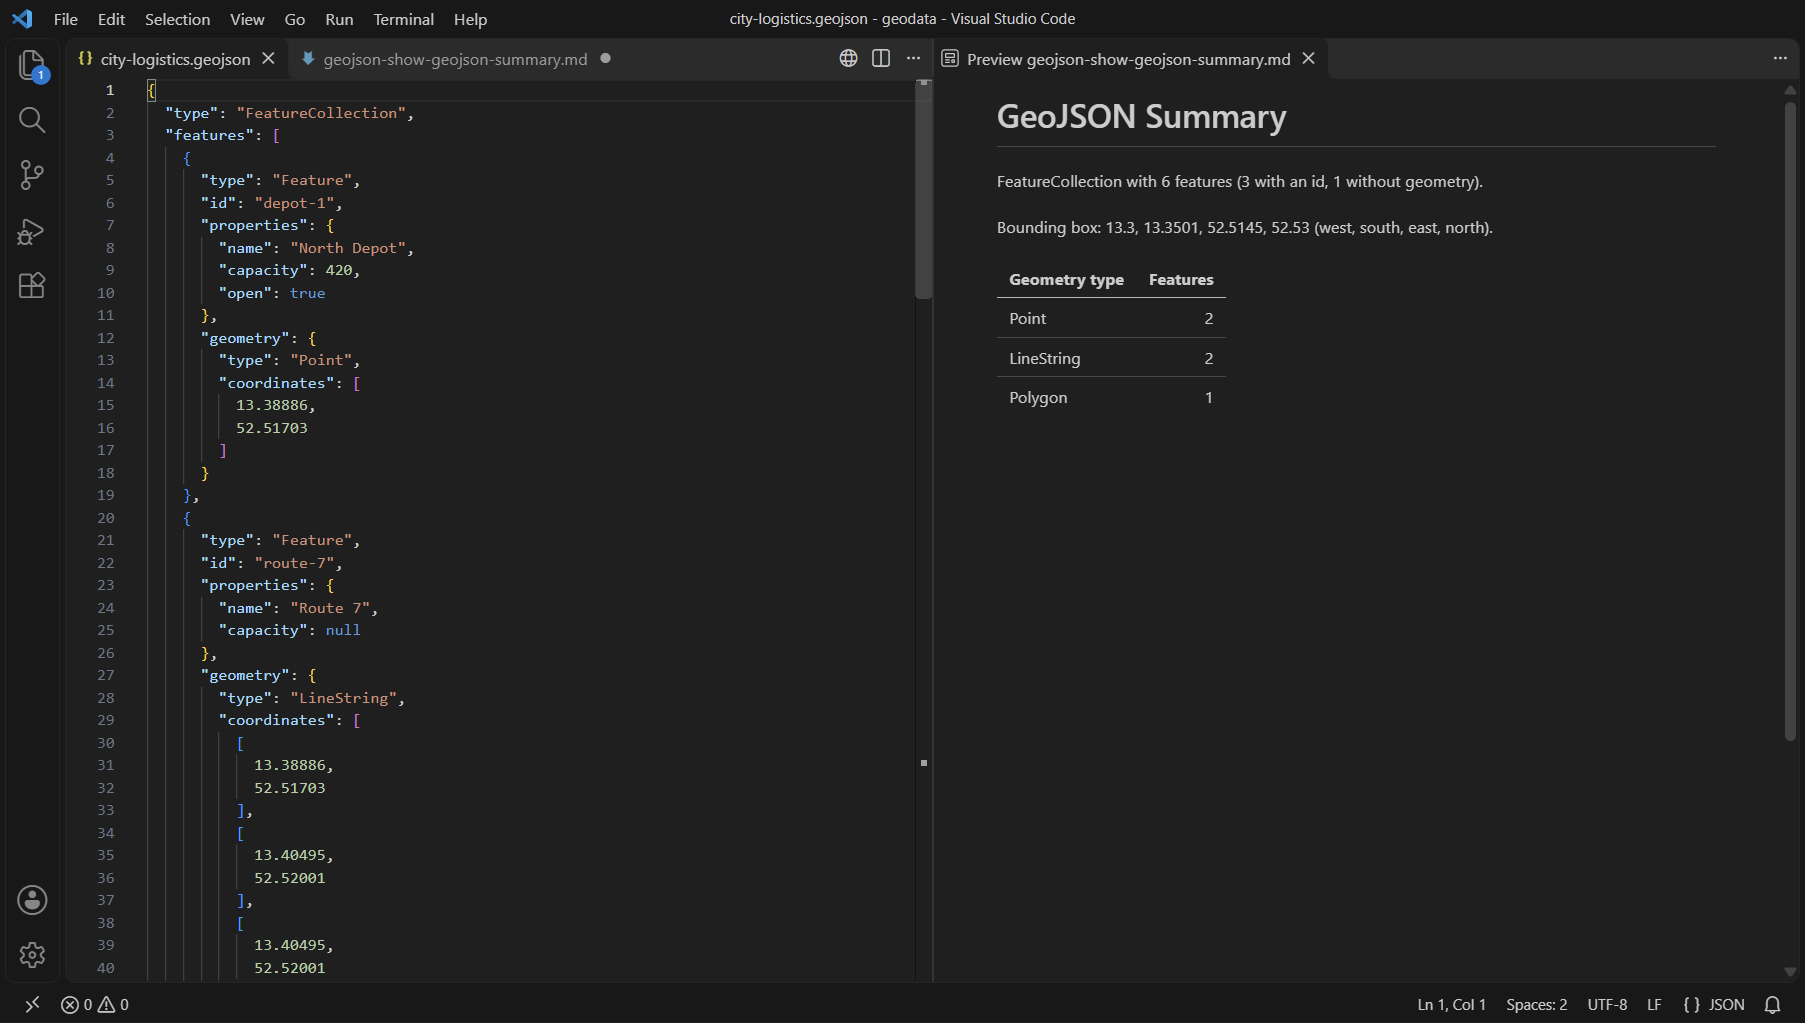 File Edit Selection View Go Run Terminal Help
city-logistics.geojson - geodata - Visual Studio Code
1
{} city-logistics.geojson
geojson-show-geojson-summary.md
1 {
2 "type": "FeatureCollection",
3 "features": [
4 {
5 "type": "Feature",
6 "id": "depot-1",
7 "properties": {
8 "name": "North Depot",
9 "capacity": 420,
10 "open": true
11 },
12 "geometry": {
13 "type": "Point",
14 "coordinates": [
15 13.38886,
16 52.51703
17 ]
18 }
19 },
20 {
21 "type": "Feature",
22 "id": "route-7",
23 "properties": {
24 "name": "Route 7",
25 "capacity": null
26 },
27 "geometry": {
28 "type": "LineString",
29 "coordinates": [
30 [
31 13.38886,
32 52.51703
33 ],
34 [
35 13.40495,
36 52.52001
37 ],
38 [
39 13.40495,
40 52.52001
Preview geojson-show-geojson-summary.md
GeoJSON Summary
FeatureCollection with 6 features (3 with an id, 1 without geometry).
Bounding box: 13.3, 13.3501, 52.5145, 52.53 (west, south, east, north).
Geometry type Features
Point 2
LineString 2
Polygon 1
0 0
Ln 1, Col 1 Spaces: 2 UTF-8 LF {} JSON